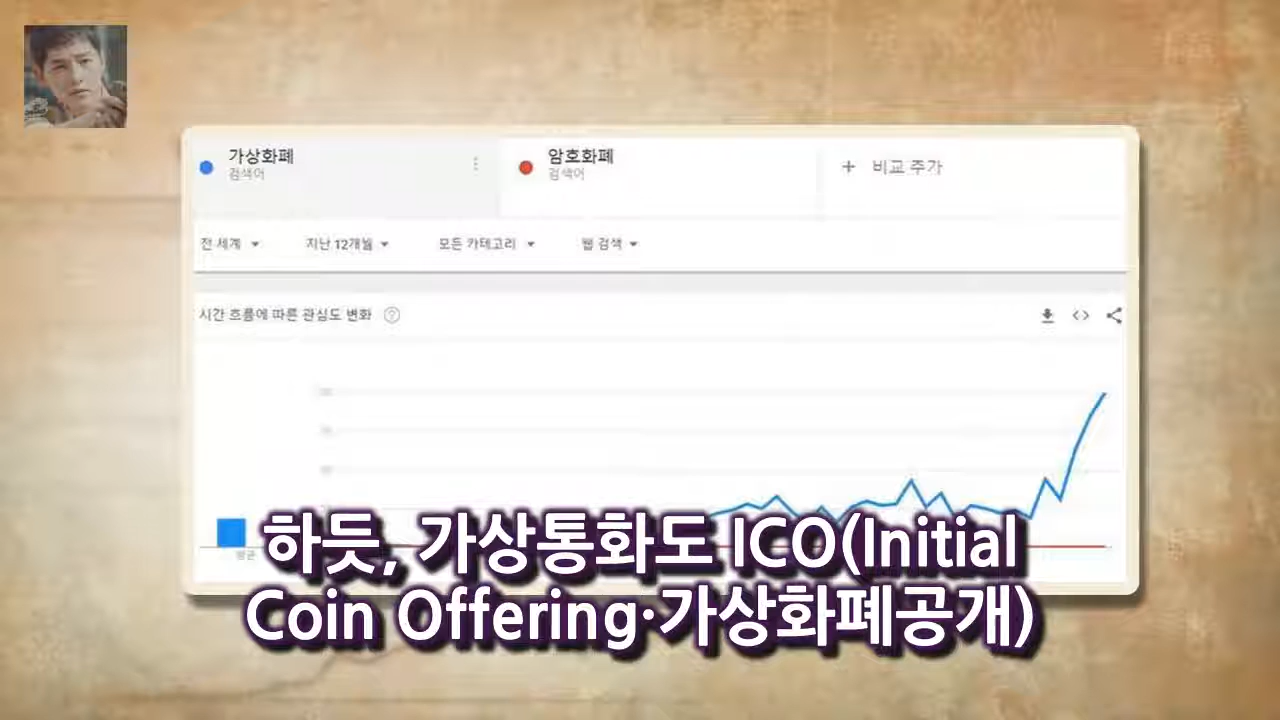 가상화폐
검색어
암호화폐
검색어
+ 비교 추가
전 세계
지난 12개월
모든 카테고리
웹 검색
시간 흐름에 따른 관심도 변화
평균
하듯, 가상통화도 ICO(Initial
Coin Offering·가상화폐공개)